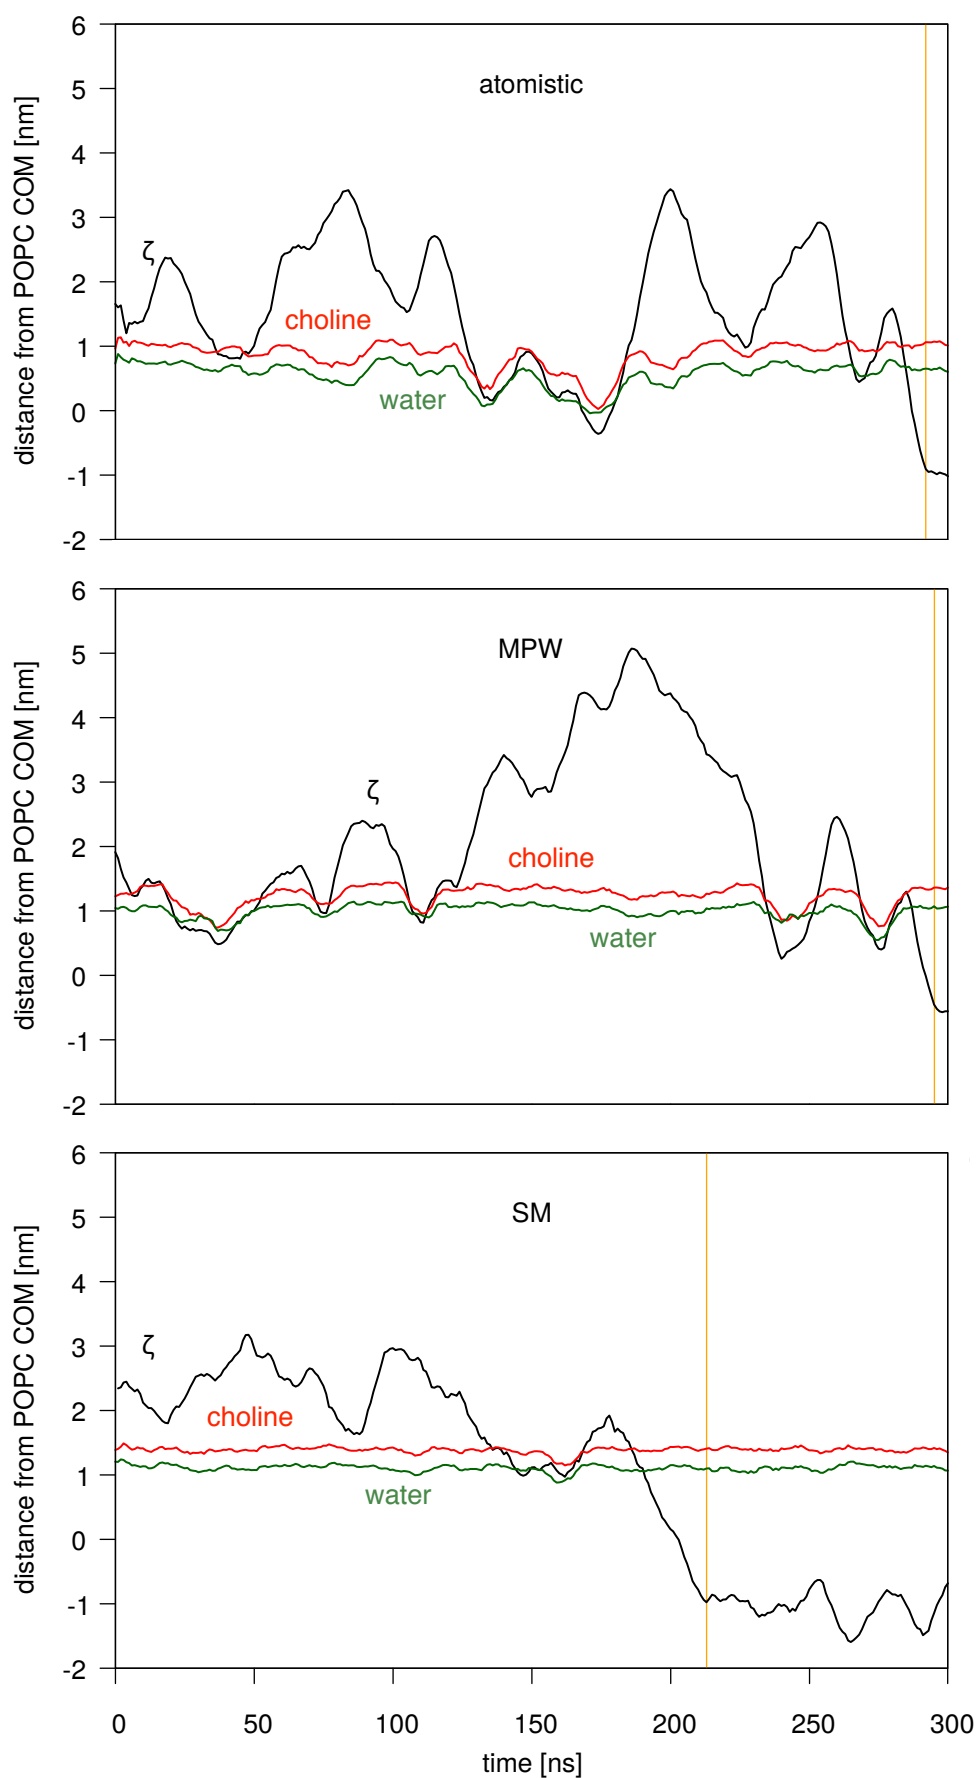 6
atomistic
5
4
3
ζ
2
choline
1
water
0
-1
-2
distance from POPC COM [nm]
6
MPW
5
4
3
ζ
2
choline
1
water
0
-1
-2
distance from POPC COM [nm]
6
SM
5
4
3
ζ
2
choline
1
water
0
-1
-2
distance from POPC COM [nm]
0 50 100 150 200 250 300
time [ns]